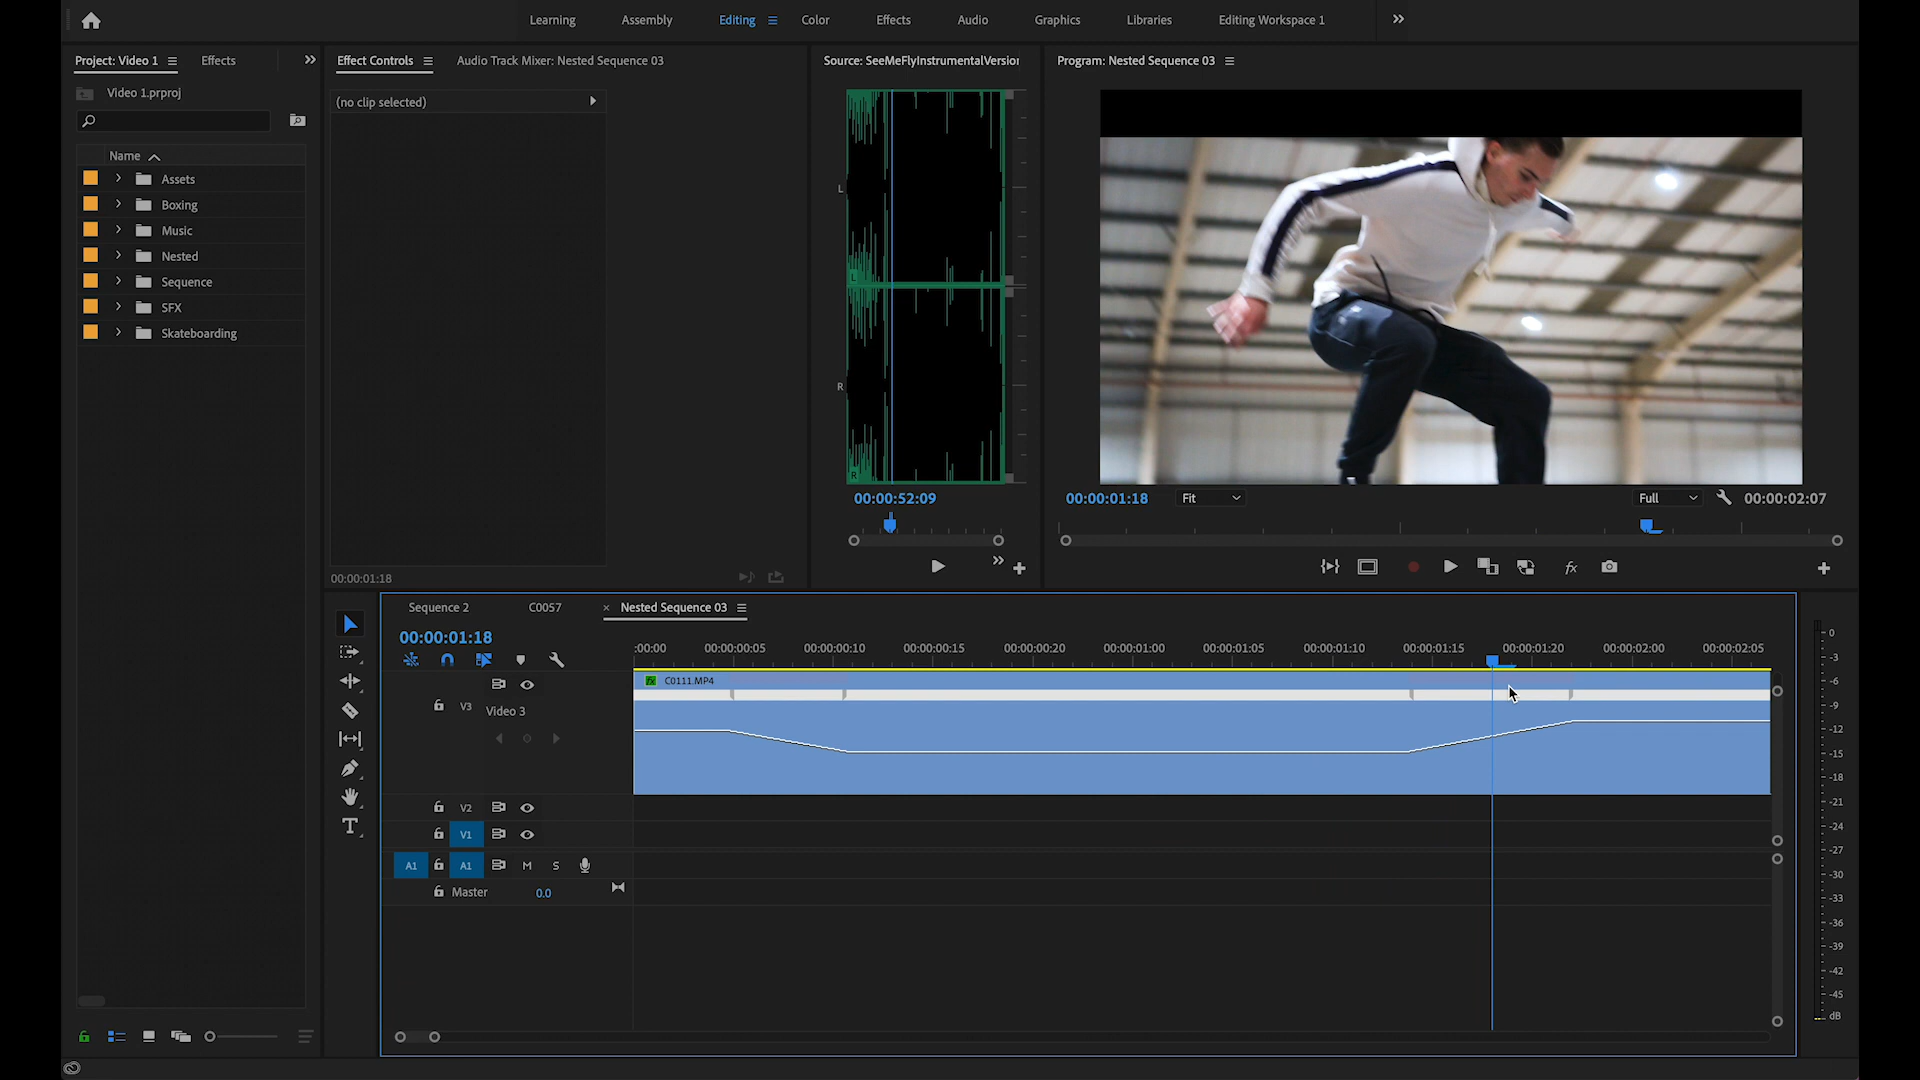 Learning Assembly Editing Color Effects Audio Graphics Libraries Editing Workspace 1
Project: Video 1 Effects
Effect Controls Audio Track Mixer: Nested Sequence 03
Source: SeeMeFlyInstrumentalVersion
Program: Nested Sequence 03
Video 1.prproj
(no clip selected)
Name
Assets
Boxing
Music
Nested
Sequence
SFX
Skateboarding
L
R
L
R
00:00:52:09
00:00:01:18 Fit Full 00:00:02:07
fx
00:00:01:18
Sequence 2 C0057 × Nested Sequence 03
00:00:01:18
:00:00 00:00:00:05 00:00:00:10 00:00:00:15 00:00:00:20 00:00:01:00 00:00:01:05 00:00:01:10 00:00:01:15 00:00:01:20 00:00:02:00 00:00:02:05
fx C0111.MP4
V3 Video 3
V2
V1
A1 A1 M S
Master 0.0
T
0
-3
-6
-9
-12
-15
-18
-21
-24
-27
-30
-33
-36
-39
-42
-45
dB